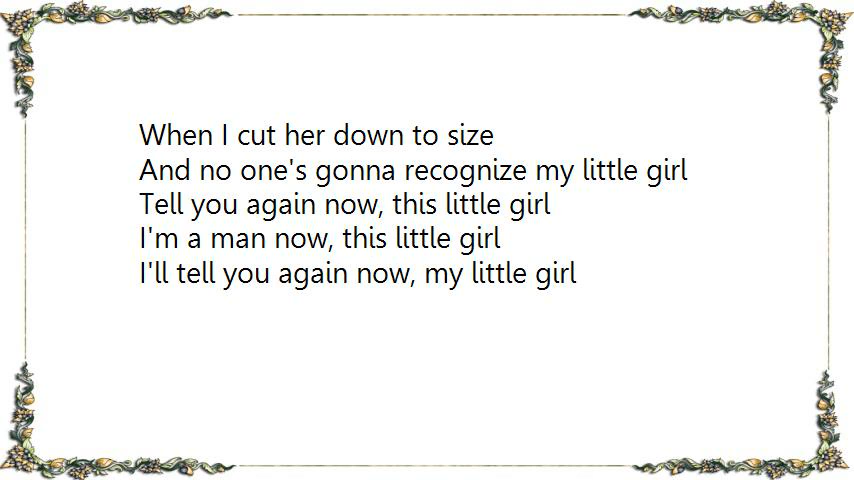 When I cut her down to size
And no one's gonna recognize my little girl
Tell you again now, this little girl
I'm a man now, this little girl
I'll tell you again now, my little girl